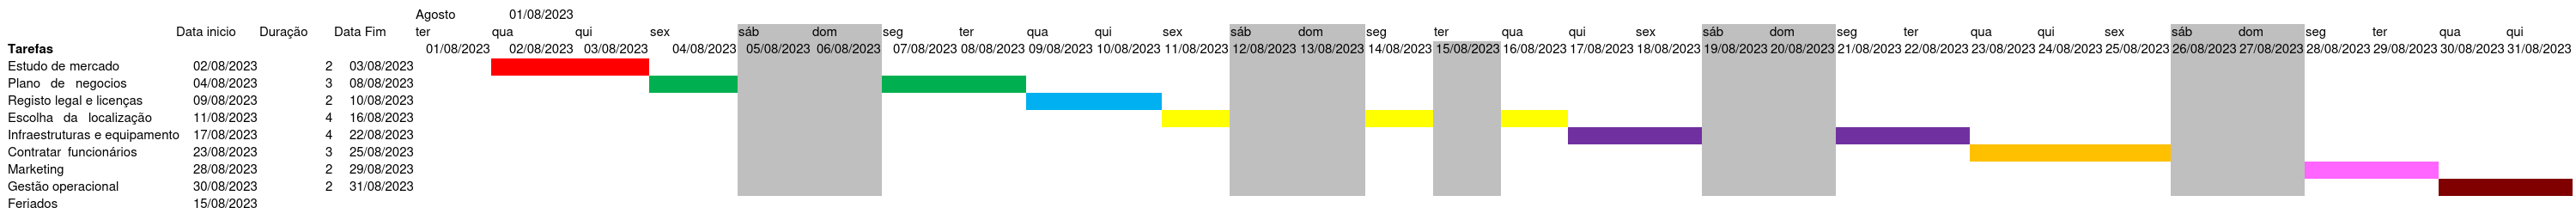 Agosto 01/08/2023
Data inicio Duração Data Fim ter qua qui sex sáb dom seg ter qua qui sex sáb dom seg ter qua qui sex sáb dom seg ter qua qui sex sáb dom seg ter qua qui
Tarefas 01/08/2023 02/08/2023 03/08/2023 04/08/2023 05/08/2023 06/08/2023 07/08/2023 08/08/2023 09/08/2023 10/08/2023 11/08/2023 12/08/2023 13/08/2023 14/08/2023 15/08/2023 16/08/2023 17/08/2023 18/08/2023 19/08/2023 20/08/2023 21/08/2023 22/08/2023 23/08/2023 24/08/2023 25/08/2023 26/08/2023 27/08/2023 28/08/2023 29/08/2023 30/08/2023 31/08/2023
Estudo de mercado 02/08/2023 2 03/08/2023
Plano de negocios 04/08/2023 3 08/08/2023
Registo legal e licenças 09/08/2023 2 10/08/2023
Escolha da localização 11/08/2023 4 16/08/2023
Infraestruturas e equipamento 17/08/2023 4 22/08/2023
Contratar funcionários 23/08/2023 3 25/08/2023
Marketing 28/08/2023 2 29/08/2023
Gestão operacional 30/08/2023 2 31/08/2023
Feriados 15/08/2023